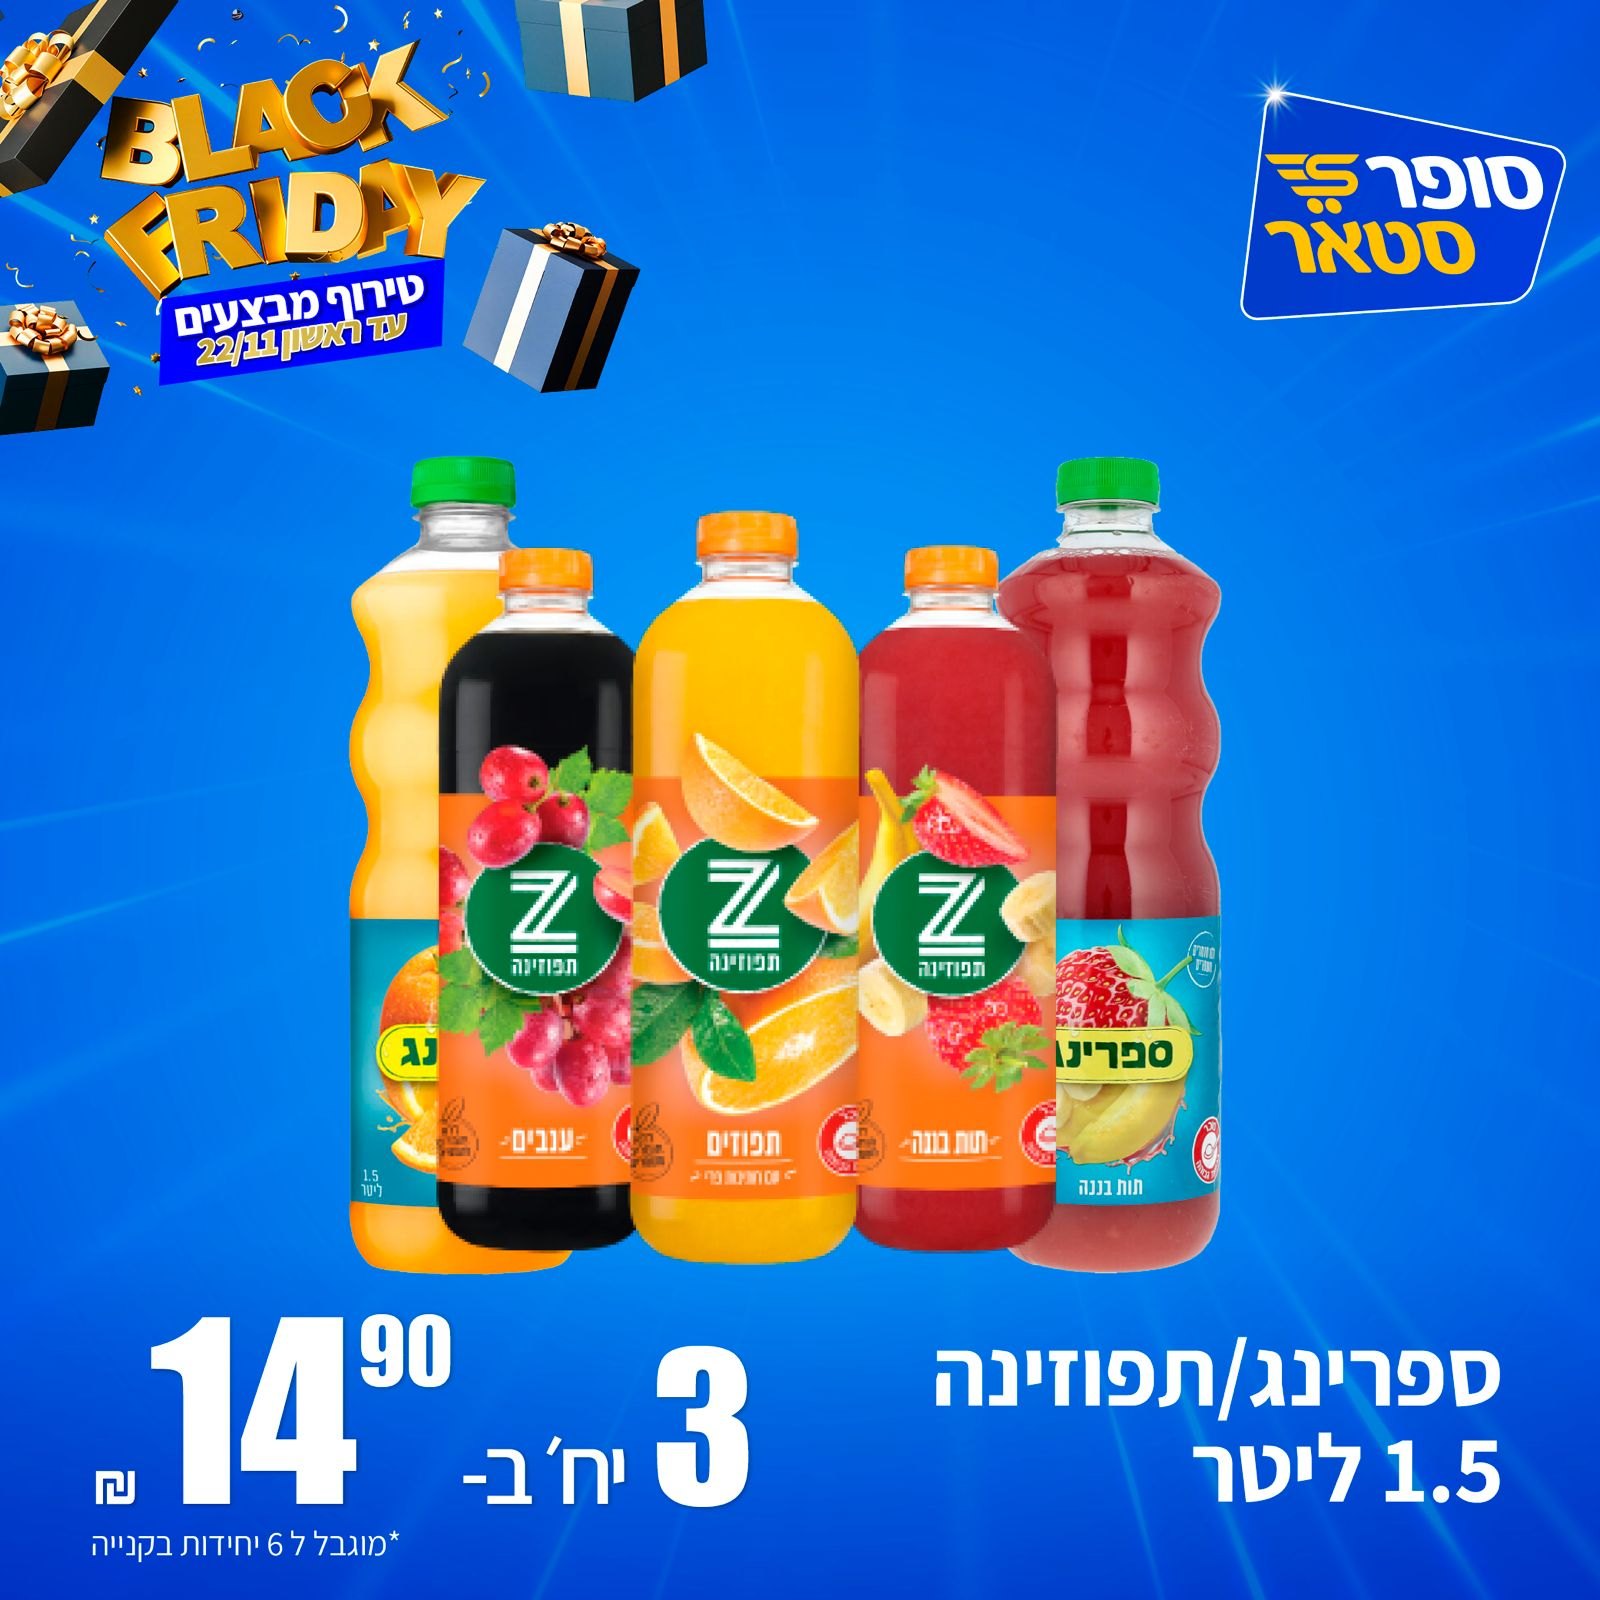 BLACK
FRIDAY
טירוף מבצעים
עד ראשון 22/11
סופר
סטאר
Z
תפוזינה
ענבים
Z
תפוזינה
תפוזים
Z
תפוזינה
תות בננה
נג
1.5
ליטר
ספרינג
תות בננה
ספרינג/תפוזינה
1.5 ליטר
3 יח' ב-
14.90 ₪
*מוגבל ל 6 יחידות בקנייה